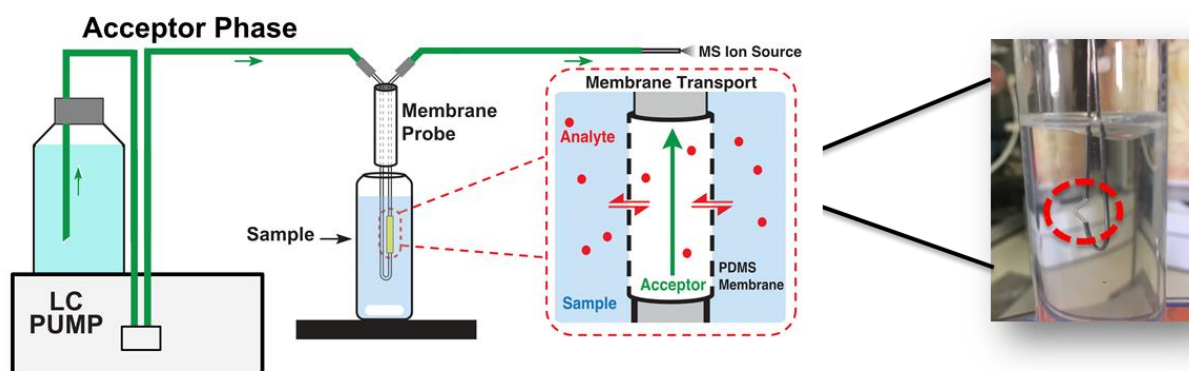 Acceptor Phase
MS Ion Source
Membrane
Probe
Sample
LC
PUMP
Membrane Transport
Analyte
PDMS
Membrane
Acceptor
Sample